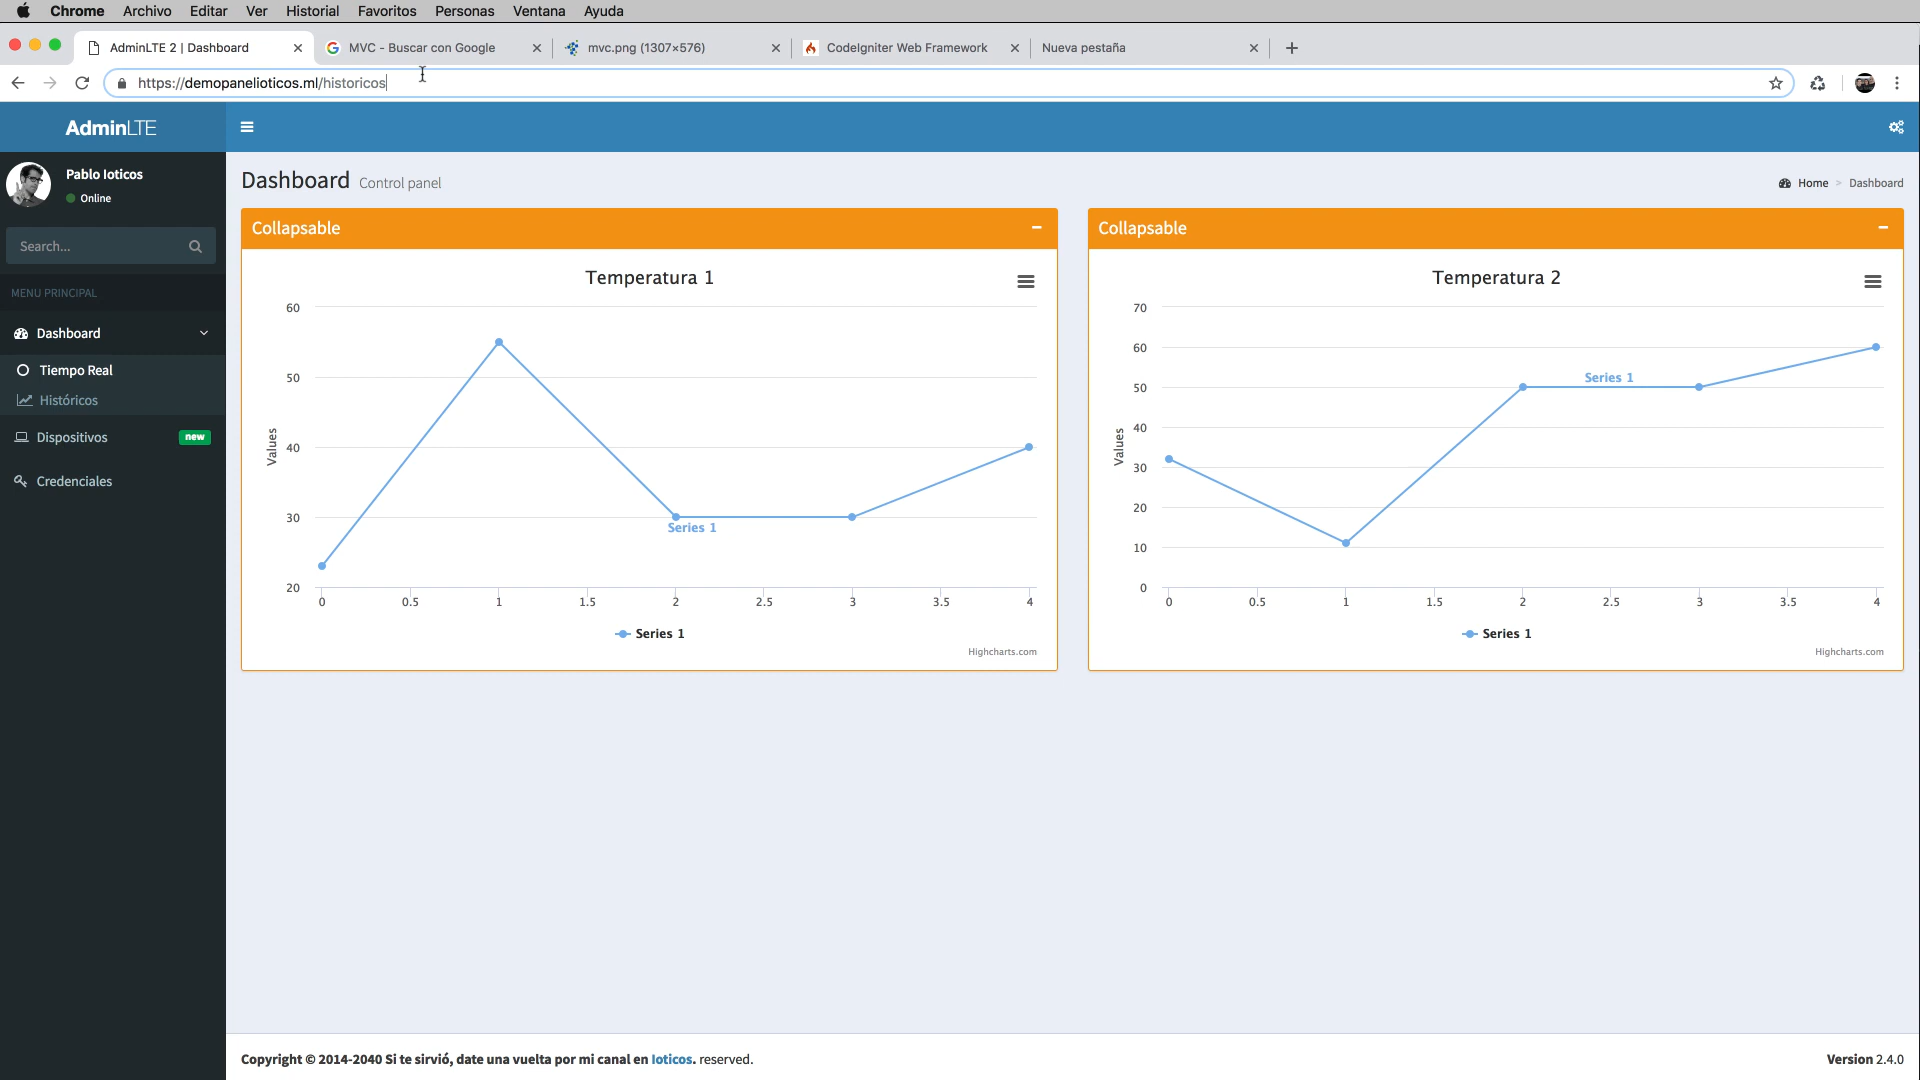 Chrome Archivo Editar Ver Historial Favoritos Personas Ventana Ayuda
AdminLTE 2 | Dashboard
MVC - Buscar con Google
mvc.png (1307×576)
CodeIgniter Web Framework
Nueva pestaña
https://demopanelioticos.ml/historicos
AdminLTE
Pablo Ioticos
Online
Search...
MENU PRINCIPAL
Dashboard
Tiempo Real
Históricos
Dispositivos new
Credenciales
Dashboard Control panel
Home > Dashboard
Collapsable
Temperatura 1
60
50
40
30
20
Values
Series 1
0 0.5 1 1.5 2 2.5 3 3.5 4
Series 1
Highcharts.com
Collapsable
Temperatura 2
70
60
50
40
30
20
10
0
Values
Series 1
0 0.5 1 1.5 2 2.5 3 3.5 4
Series 1
Highcharts.com
Copyright © 2014-2040 Si te sirvió, date una vuelta por mi canal en Ioticos. reserved.
Version 2.4.0